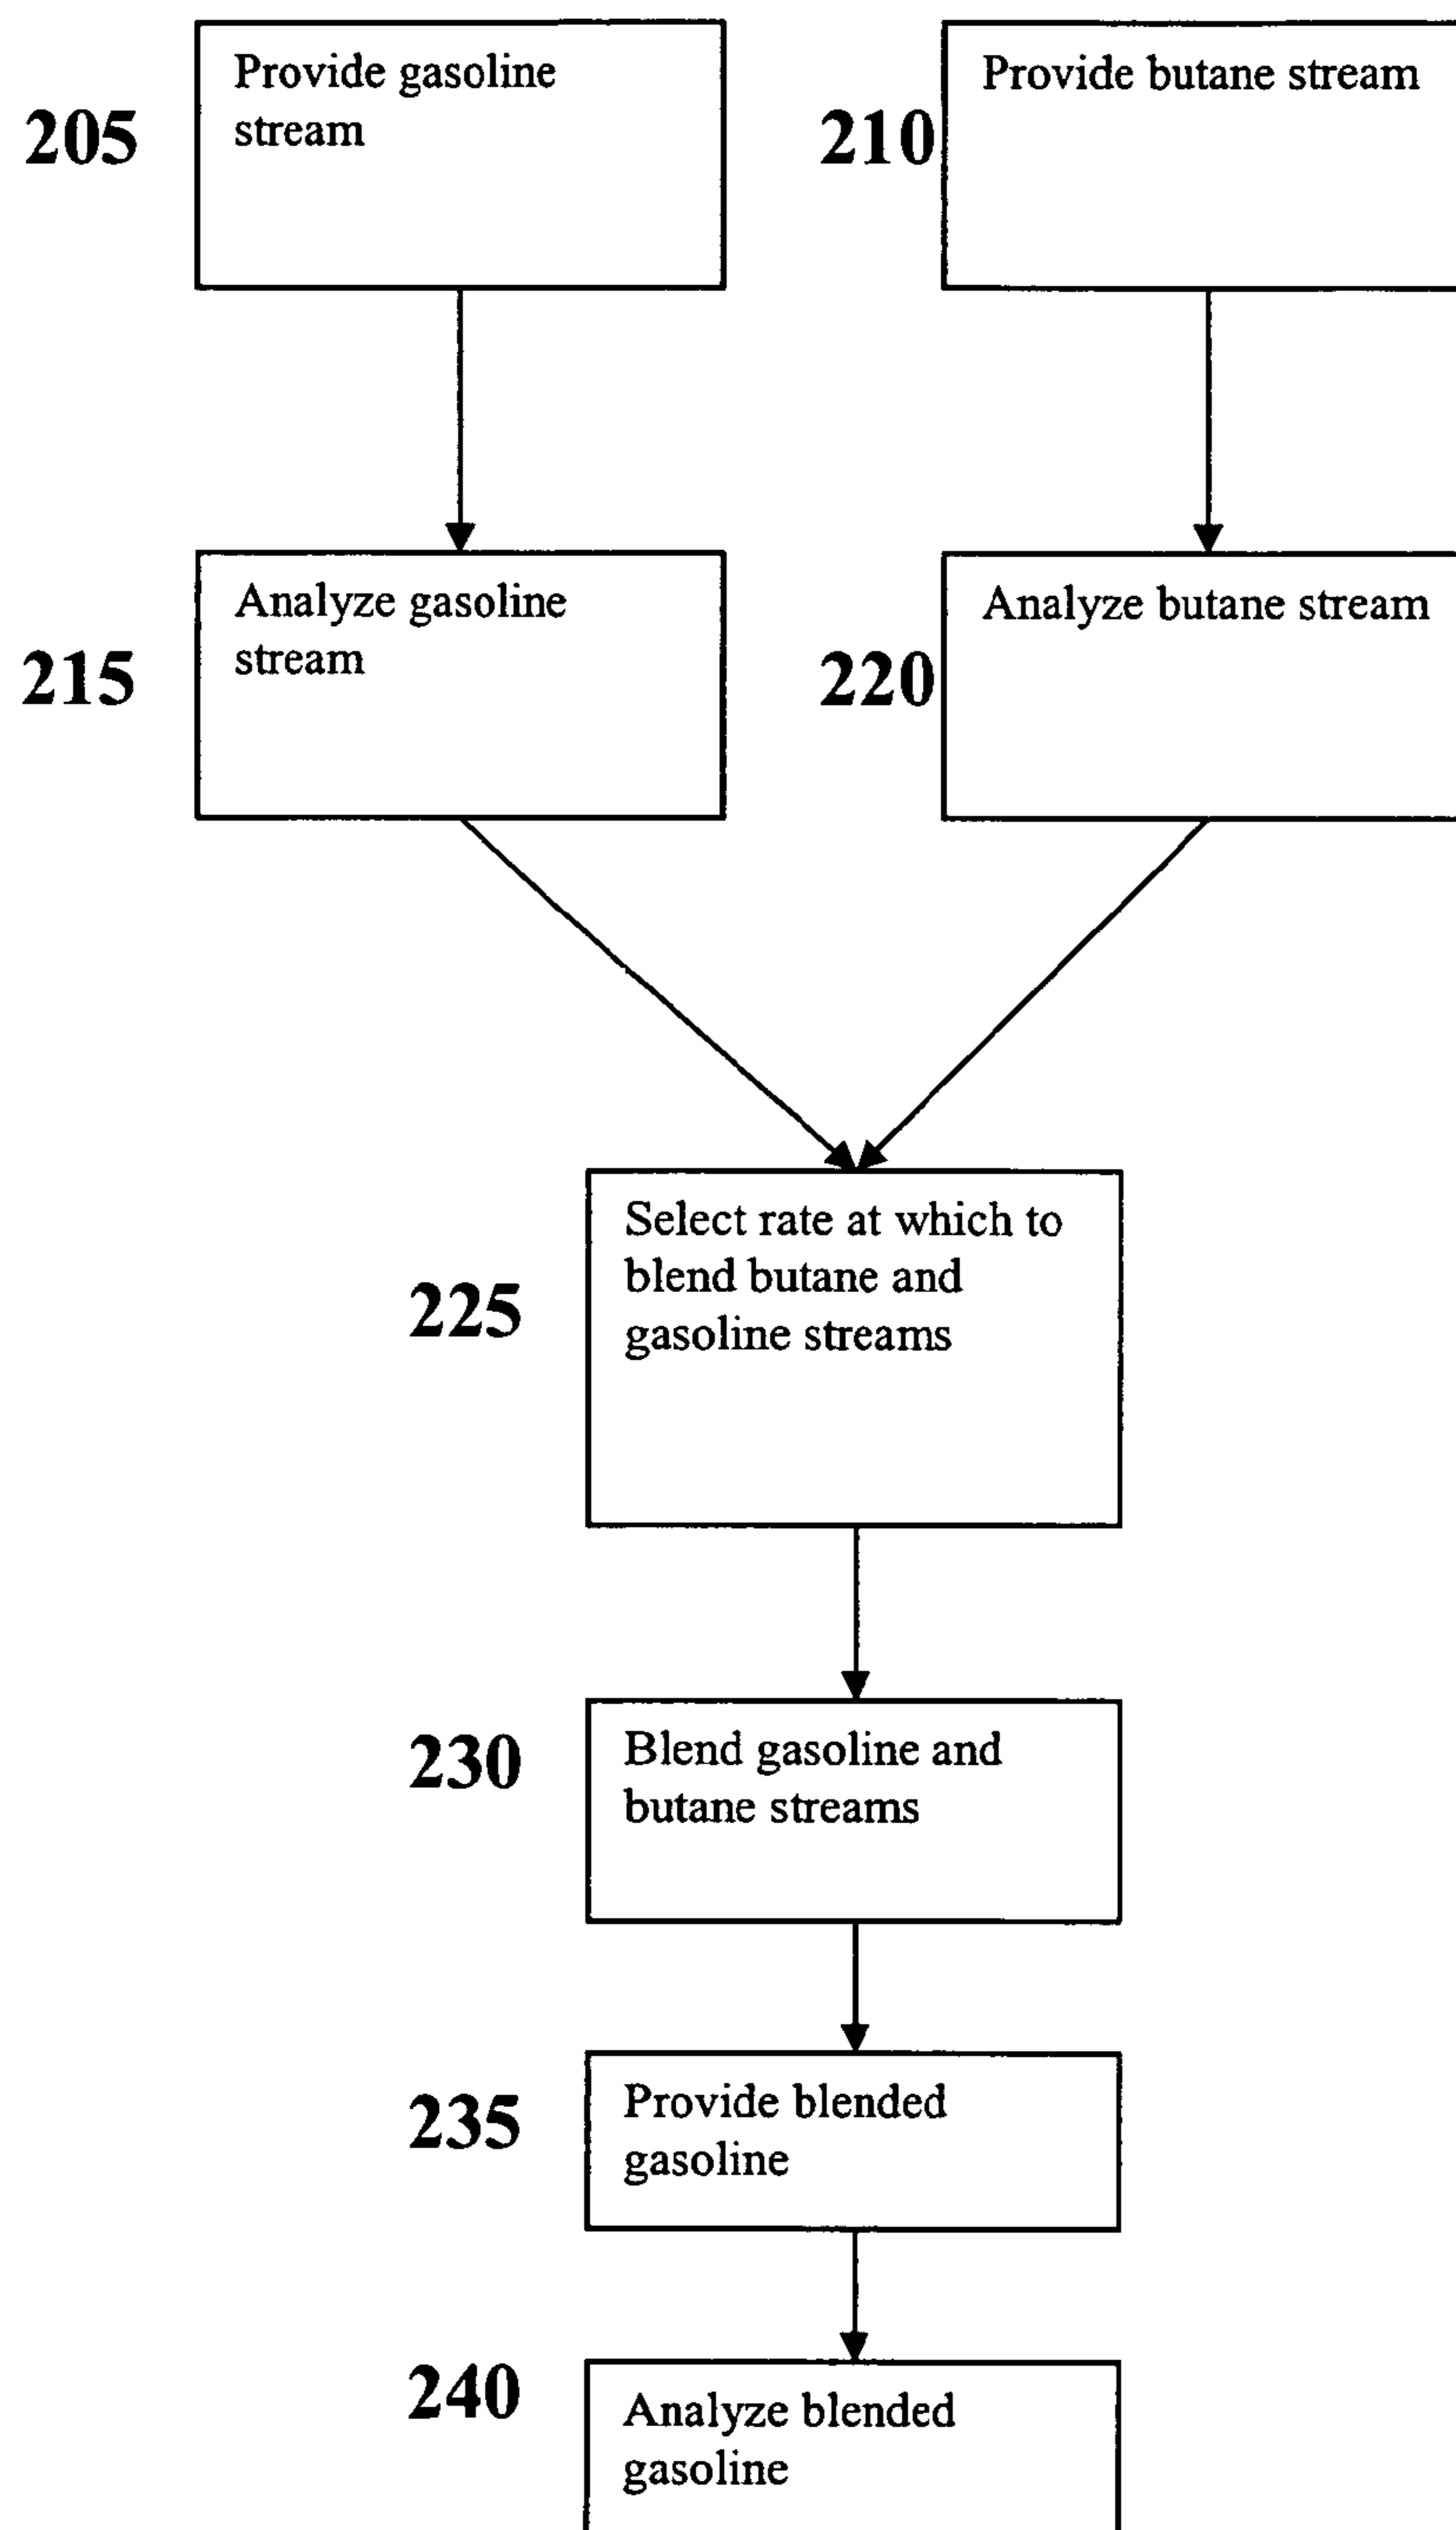 205
Provide gasoline
stream
210
Provide butane stream
215
Analyze gasoline
stream
220
Analyze butane stream
225
Select rate at which to
blend butane and
gasoline streams
230
Blend gasoline and
butane streams
235
Provide blended
gasoline
240
Analyze blended
gasoline